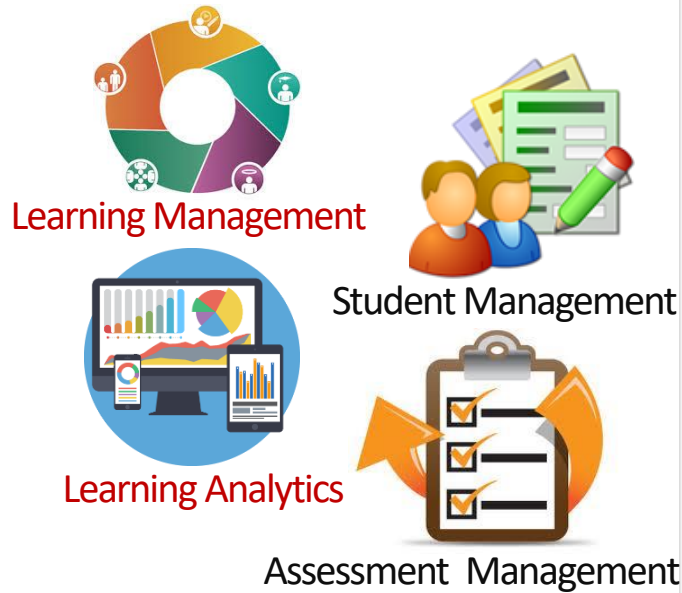 Learning Management
Student Management
Learning Analytics
Assessment Management